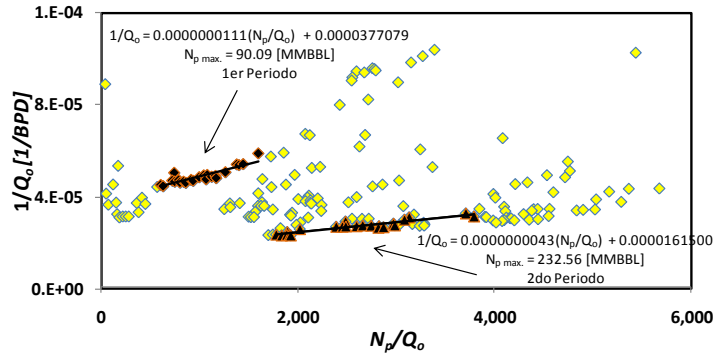 1.E-04
1/Qo = 0.0000000111(Np/Qo) + 0.0000377079
Np max. = 90.09 [MMBBL]
1er Periodo
8.E-05
1/Qo [1/BPD]
4.E-05
1/Qo = 0.0000000043(Np/Qo) + 0.0000161500
Np max. = 232.56 [MMBBL]
2do Periodo
0.E+00
0
2,000
4,000
6,000
Np/Qo